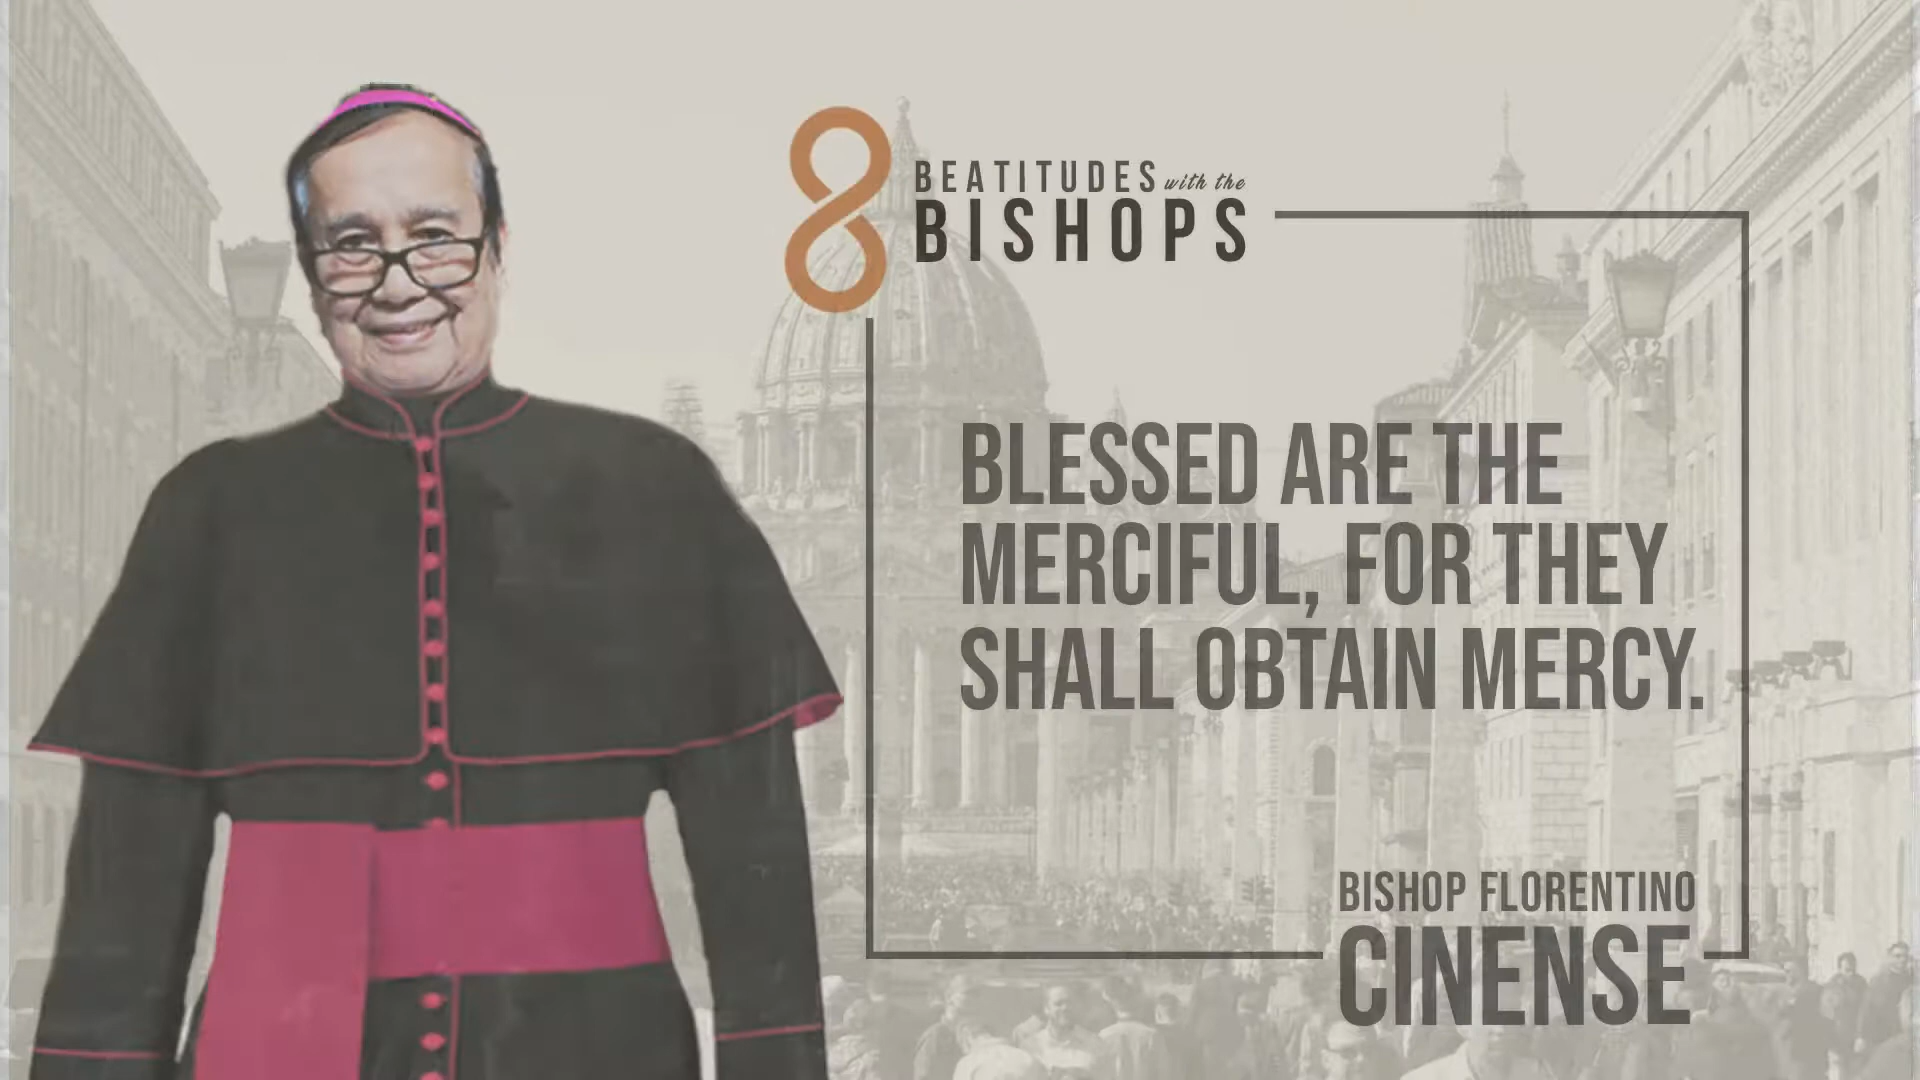 8
BEATITUDES with the
BISHOPS
BLESSED ARE THE
MERCIFUL, FOR THEY
SHALL OBTAIN MERCY.
BISHOP FLORENTINO
CINENSE